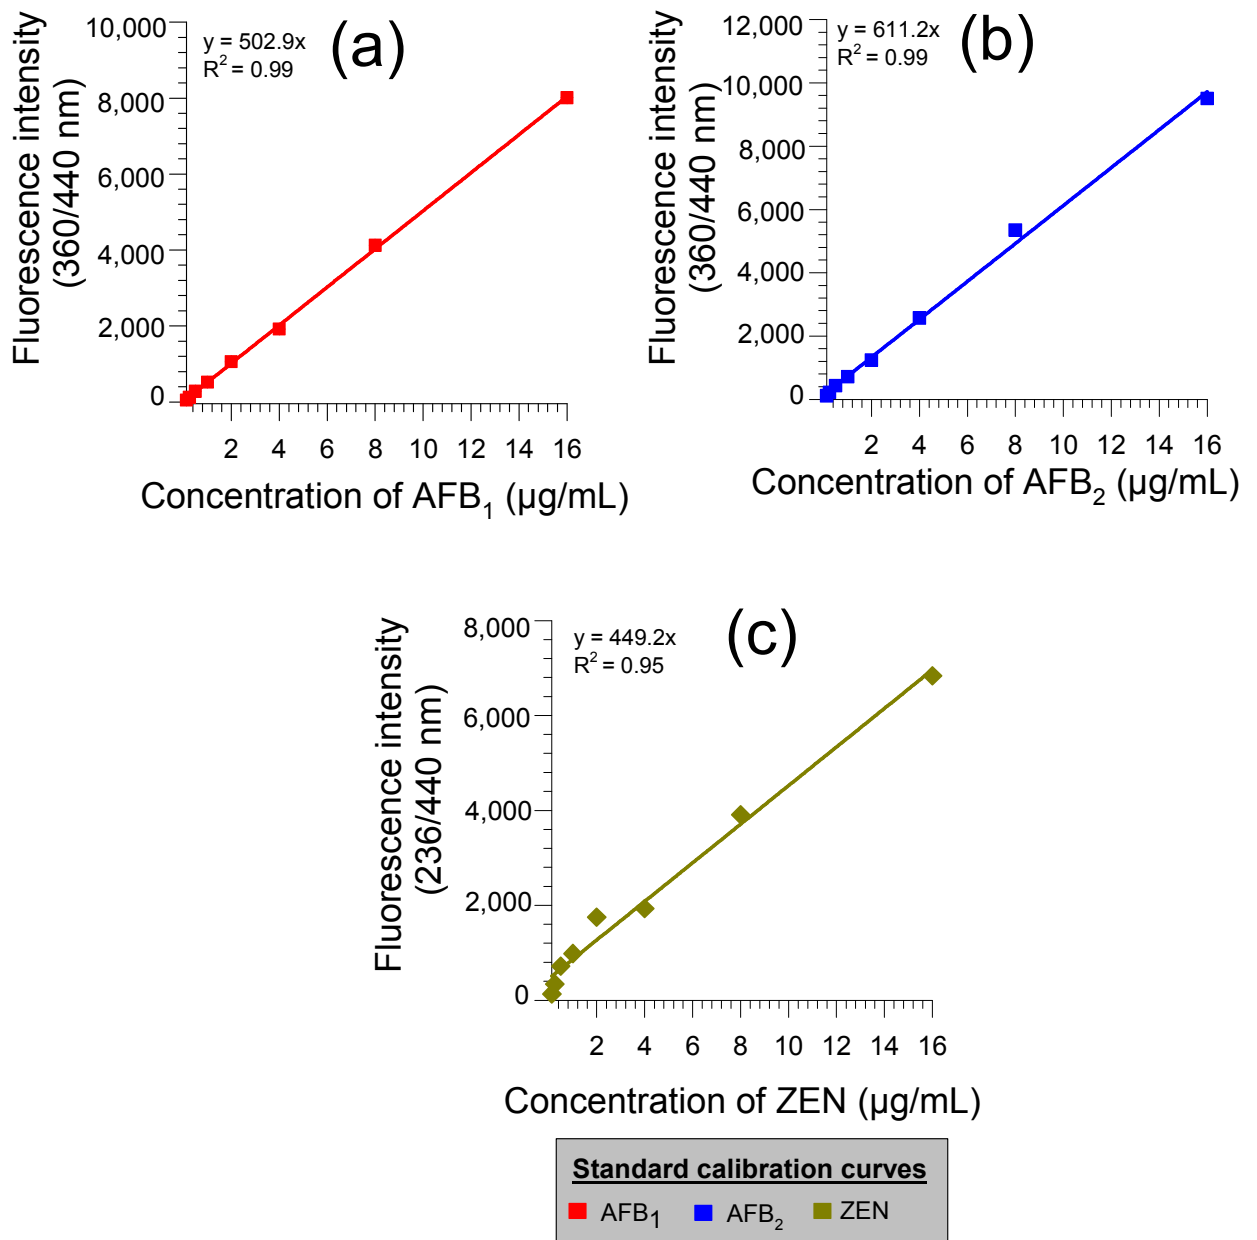 Fluorescence intensity
(360/440 nm)
10,000
8,000
6,000
4,000
2,000
0
y = 502.9x
R² = 0.99
(a)
2 4 6 8 10 12 14 16
Concentration of AFB₁ (µg/mL)
Fluorescence intensity
(360/440 nm)
12,000
10,000
8,000
6,000
4,000
2,000
0
y = 611.2x
R² = 0.99
(b)
2 4 6 8 10 12 14 16
Concentration of AFB₂ (µg/mL)
Fluorescence intensity
(236/440 nm)
8,000
6,000
4,000
2,000
0
y = 449.2x
R² = 0.95
(c)
2 4 6 8 10 12 14 16
Concentration of ZEN (µg/mL)
Standard calibration curves
AFB₁ AFB₂ ZEN